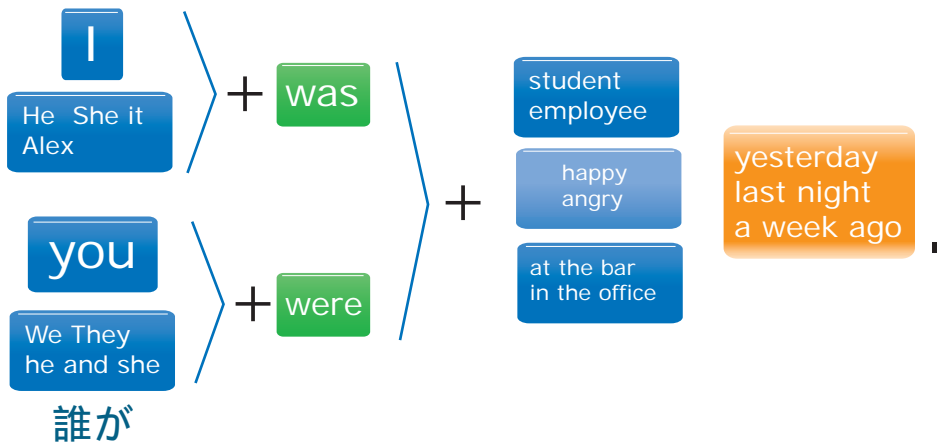 I
He She it
Alex
+
was
you
We They
he and she
+
were
誰が
+
student
employee
happy
angry
at the bar
in the office
yesterday
last night
a week ago
.